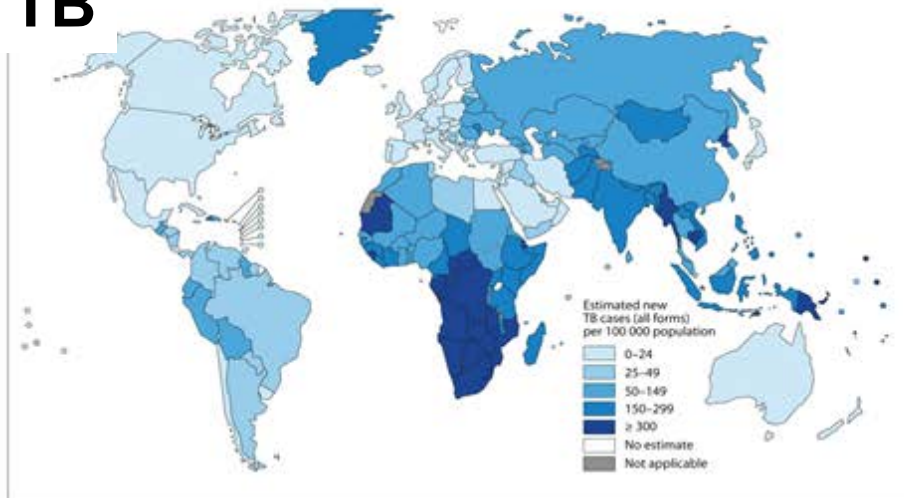 TB
Estimated new
TB cases (all forms)
per 100 000 population
0–24
25–49
50–149
150–299
≥ 300
No estimate
Not applicable